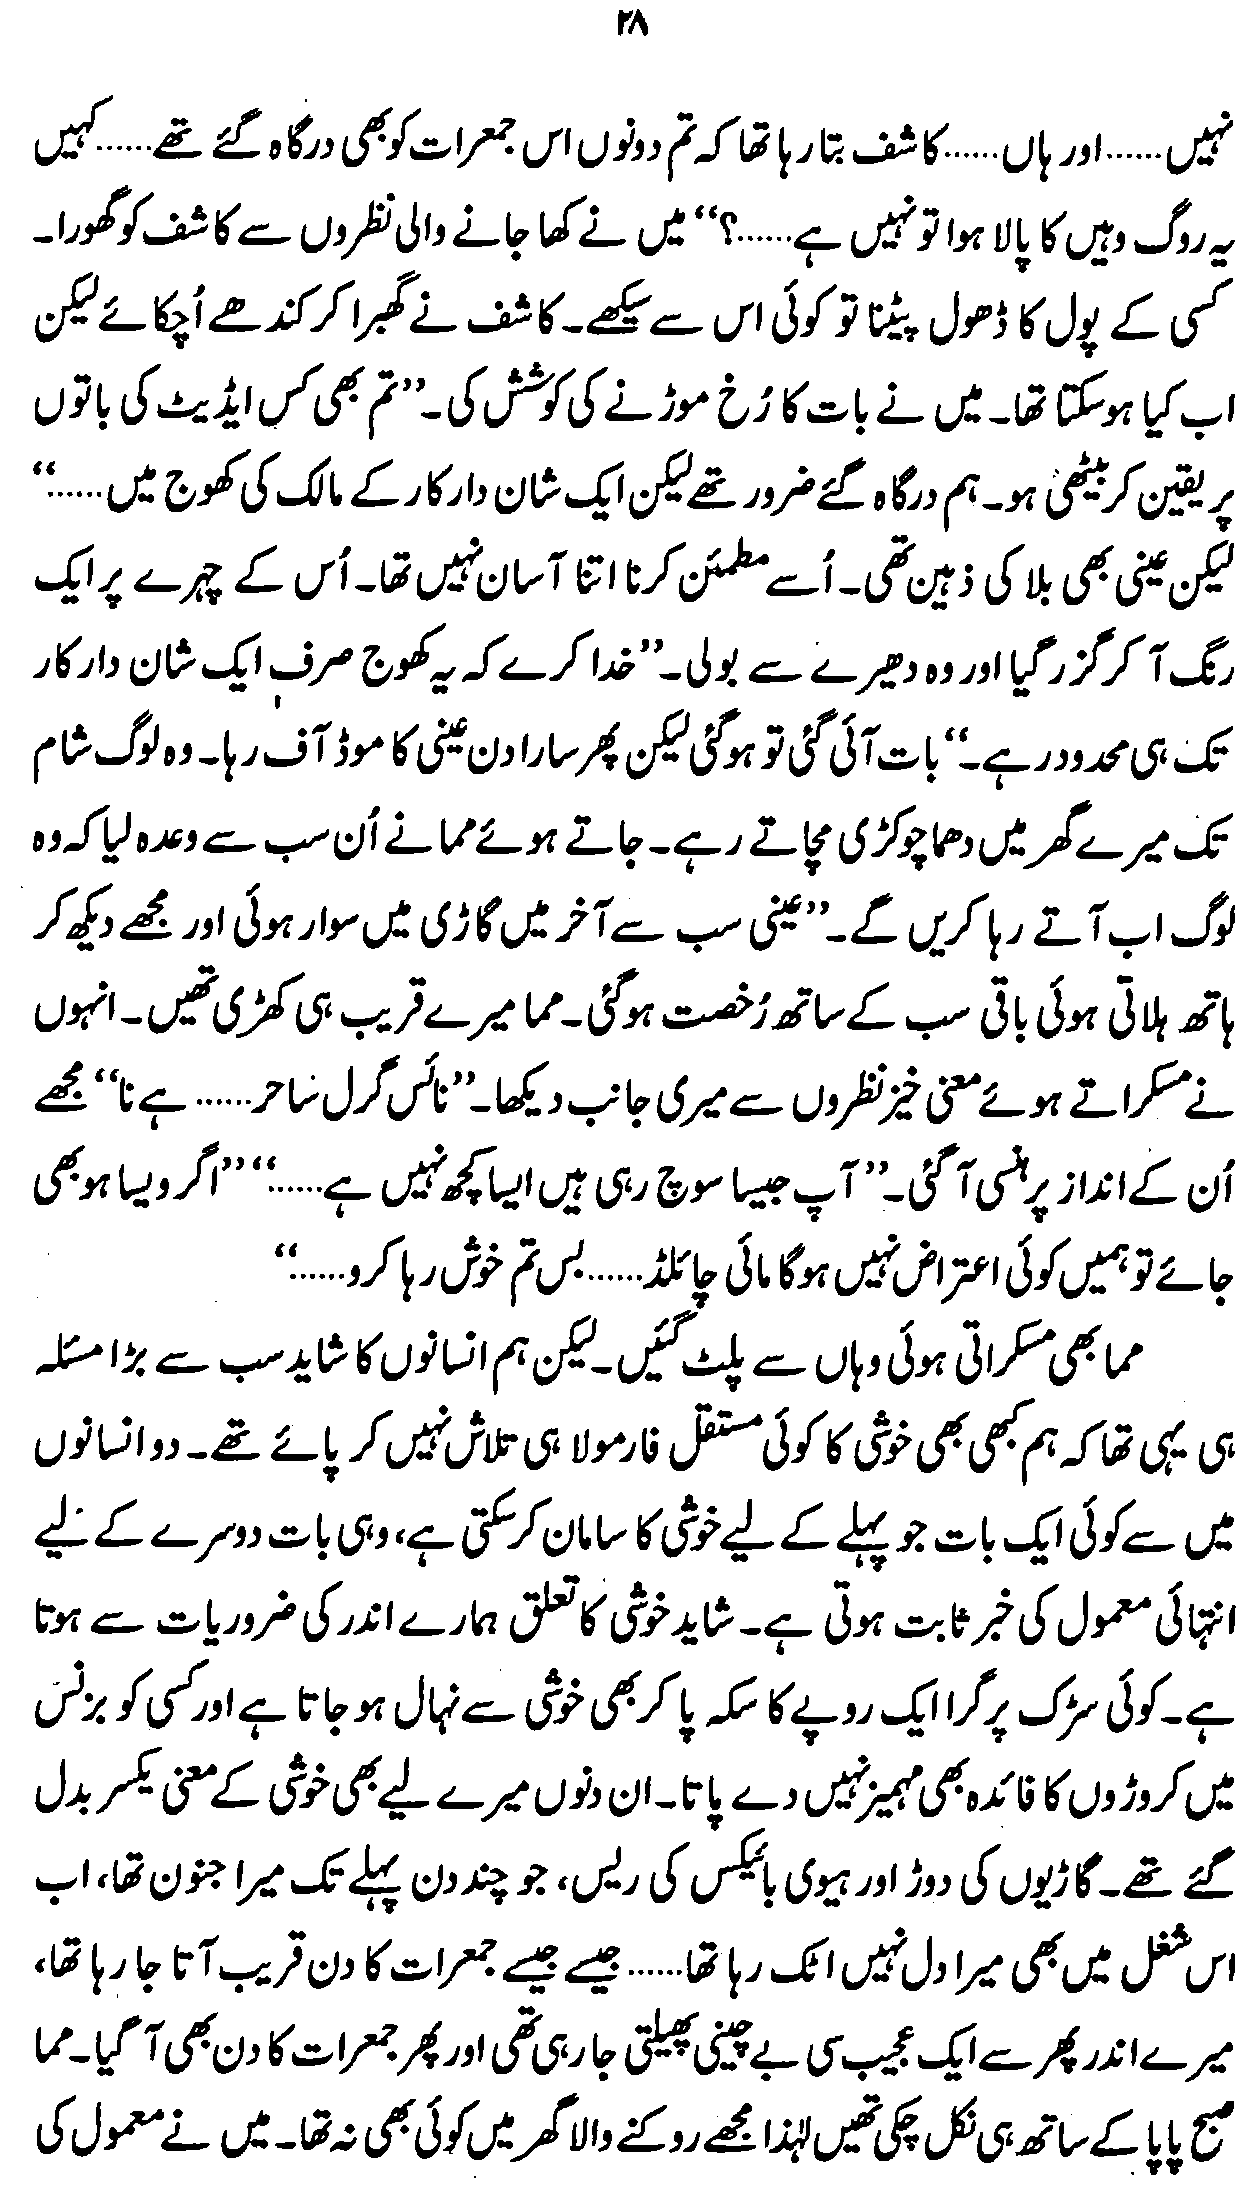 ۲۸
نہیں……اور ہاں……کاشف بتا رہا تھا کہ تم دونوں اس جمعرات کو بھی درگاہ گئے تھے……کہیں
یہ روگ وہیں کا پالا ہوا تو نہیں ہے……؟‘‘ میں نے کھا جانے والی نظروں سے کاشف کو گھورا۔
کسی کے پول کا ڈھول پیٹنا تو کوئی اس سے سیکھے۔ کاشف نے گھبرا کر کندھے اُچکائے لیکن
اب کیا ہو سکتا تھا۔ میں نے بات کا رُخ موڑنے کی کوشش کی۔ ’’تم بھی کس ایڈیٹ کی باتوں
پر یقین کر بیٹھی ہو۔ ہم درگاہ گئے ضرور تھے لیکن ایک شان دار کار کے مالک کی کھوج میں……‘‘
لیکن عینی بھی بلا کی ذہین تھی۔ اُسے مطمئن کرنا اتنا آسان نہیں تھا۔ اُس کے چہرے پر ایک
رنگ آ کر گزر گیا اور وہ دھیرے سے بولی۔ ’’خدا کرے کہ یہ کھوج صرف ایک شان دار کار
تک ہی محدود رہے۔‘‘ بات آئی گئی تو ہو گئی لیکن پھر سارا دن عینی کا موڈ آف رہا۔ وہ لوگ شام
تک میرے گھر میں دھما چوکڑی مچاتے رہے۔ جاتے ہوئے ممانے اُن سب سے وعدہ لیا کہ وہ
لوگ اب آتے رہا کریں گے۔ ’’عینی سب سے آخر میں گاڑی میں سوار ہوئی اور مجھے دیکھ کر
ہاتھ ہلاتی ہوئی باقی سب کے ساتھ رُخصت ہو گئی۔ مما میرے قریب ہی کھڑی تھیں۔ انہوں
نے مسکراتے ہوئے معنی خیز نظروں سے میری جانب دیکھا۔ ’’نائس گرل ساحر……ہے نا‘‘ مجھے
اُن کے انداز پر ہنسی آ گئی۔ ’’آپ جیسا سوچ رہی ہیں ایسا کچھ نہیں ہے……‘‘ ’’اگر ویسا ہو بھی
جائے تو ہمیں کوئی اعتراض نہیں ہوگا مائی چائلڈ……بس تم خوش رہا کرو……‘‘
مما بھی مسکراتی ہوئی وہاں سے پلٹ گئیں۔ لیکن ہم انسانوں کا شاید سب سے بڑا مسئلہ
ہی یہی تھا کہ ہم کبھی بھی خوشی کا کوئی مستقل فارمولا ہی تلاش نہیں کر پائے تھے۔ دو انسانوں
میں سے کوئی ایک بات جو پہلے کے لیے خوشی کا سامان کر سکتی ہے، وہی بات دوسرے کے لیے
انتہائی معمول کی خبر ثابت ہوتی ہے۔ شاید خوشی کا تعلق ہمارے اندر کی ضروریات سے ہوتا
ہے۔ کوئی سڑک پر گرا ایک روپے کا سکہ پا کر بھی خوشی سے نہال ہو جاتا ہے اور کسی کو بزنس
میں کروڑوں کا فائدہ بھی مہمیز نہیں دے پاتا۔ ان دنوں میرے لیے بھی خوشی کے معنی یکسر بدل
گئے تھے۔ گاڑیوں کی دوڑ اور ہیوی بائیکس کی ریس، جو چند دن پہلے تک میرا جنون تھا، اب
اس شغل میں بھی میرا دل نہیں اٹک رہا تھا……جیسے جیسے جمعرات کا دن قریب آتا جا رہا تھا،
میرے اندر پھر سے ایک عجیب سی بے چینی پھیلتی جا رہی تھی اور پھر جمعرات کا دن بھی آ گیا۔ مما
صبح پاپا کے ساتھ ہی نکل چکی تھیں لہٰذا مجھے روکنے والا گھر میں کوئی بھی نہ تھا۔ میں نے معمول کی